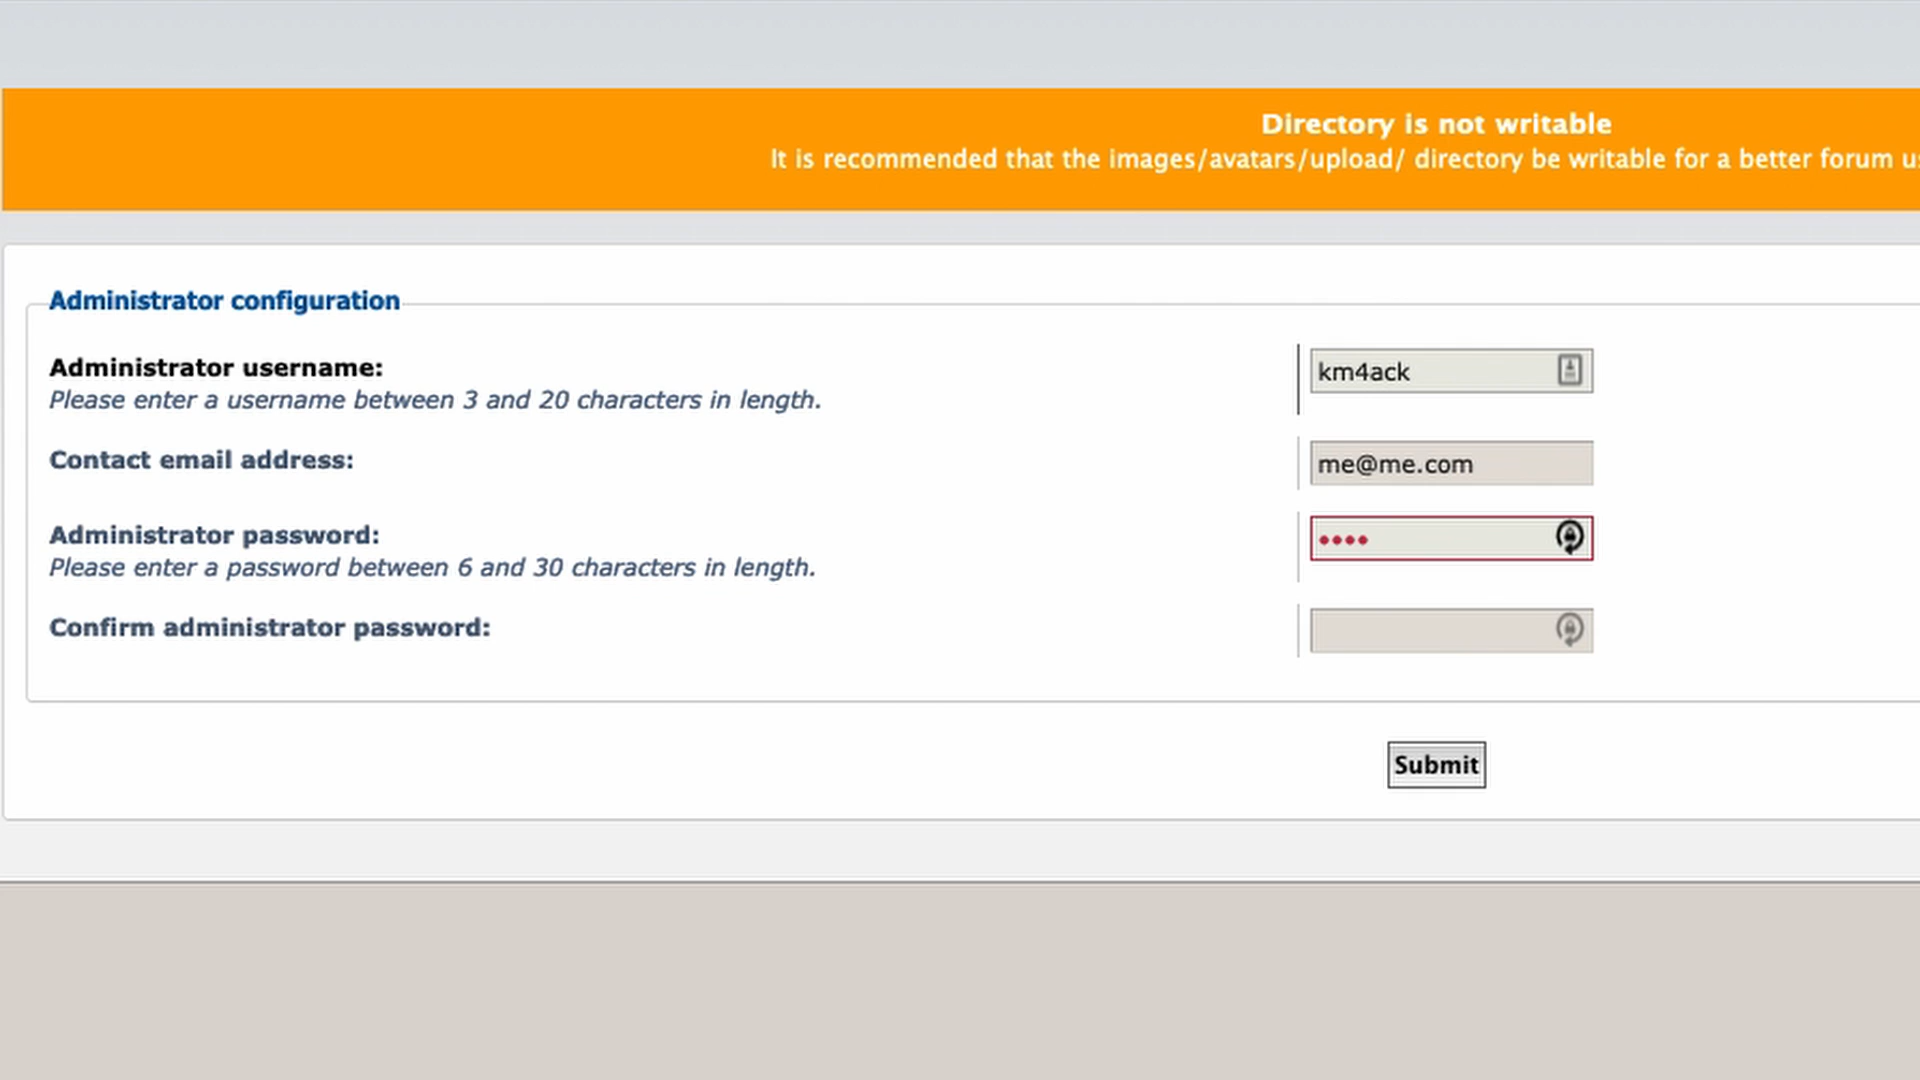 Directory is not writable
It is recommended that the images/avatars/upload/ directory be writable for a better forum
Administrator configuration
Administrator username:
km4ack
Please enter a username between 3 and 20 characters in length.
Contact email address:
me@me.com
Administrator password:
Please enter a password between 6 and 30 characters in length.
Confirm administrator password:
Submit